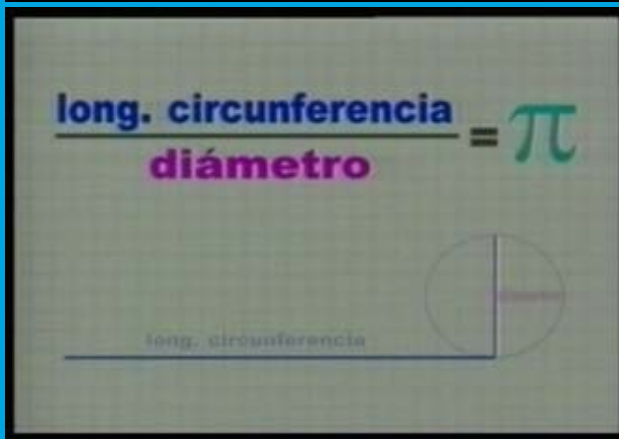 long. circunferencia
diámetro
= π
long. circunferencia